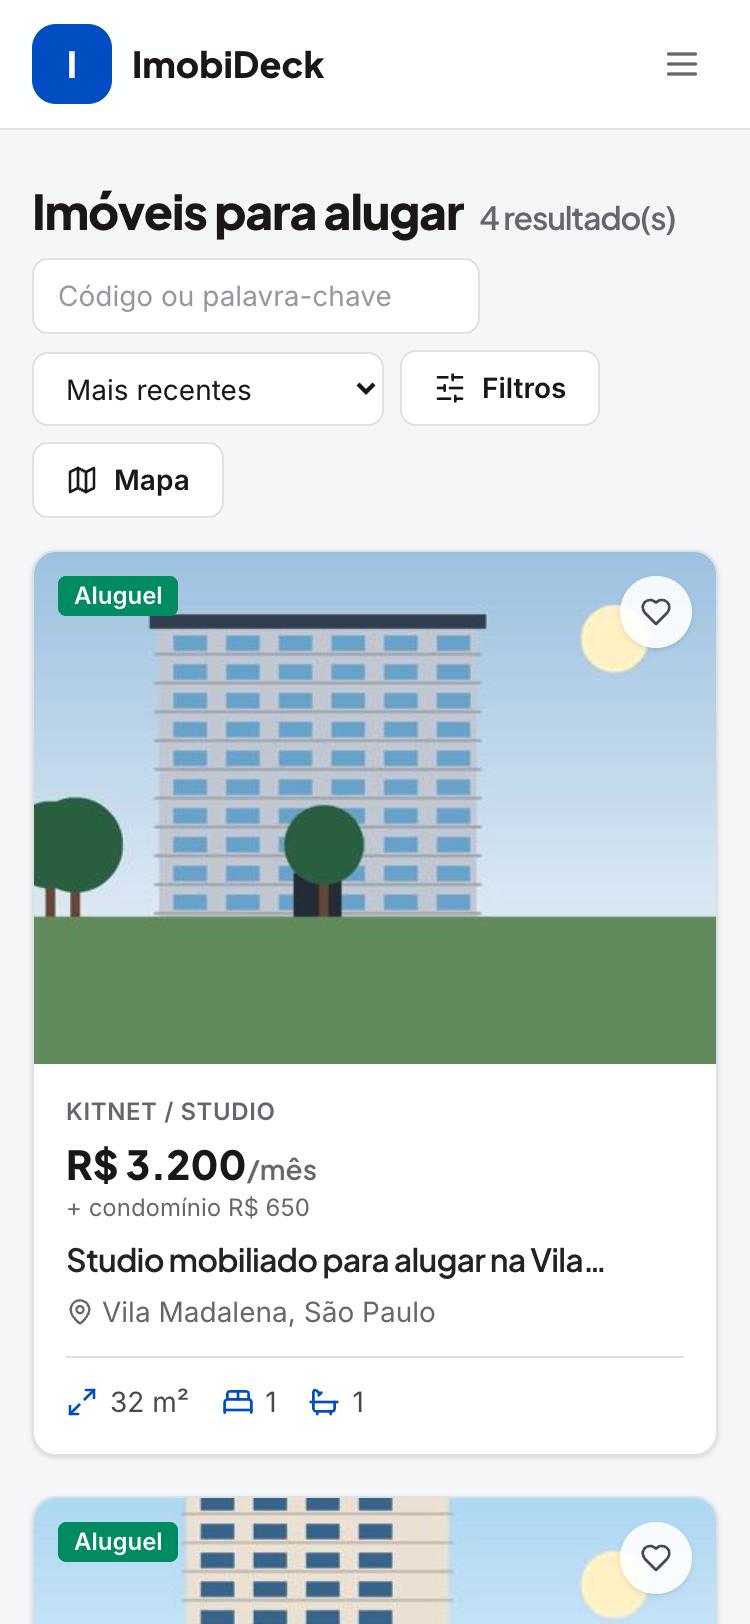 I
ImobiDeck
Imóveis para alugar 4 resultado(s)
Código ou palavra-chave
Mais recentes
Filtros
Mapa
Aluguel
KITNET / STUDIO
R$ 3.200/mês
+ condomínio R$ 650
Studio mobiliado para alugar na Vila...
Vila Madalena, São Paulo
32 m² 1 1
Aluguel